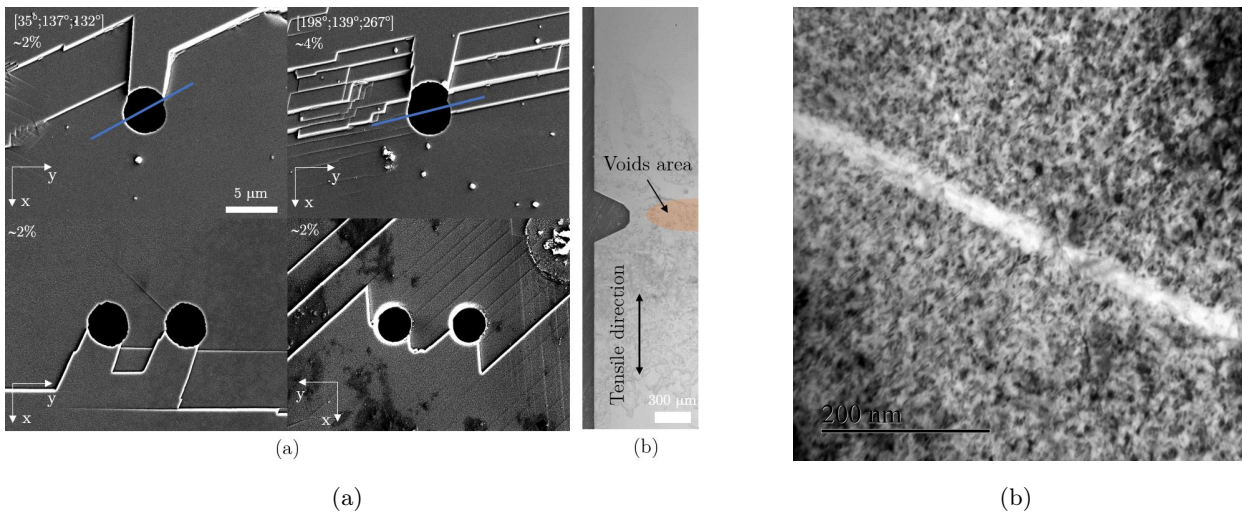 [35°;137°;132°]
~2%
y
x
5 μm
[198°;139°;267°]
~4%
y
x
~2%
y
x
~2%
y
x
(a)
Voids area
Tensile direction
300 μm
(b)
200 nm
(a)
(b)